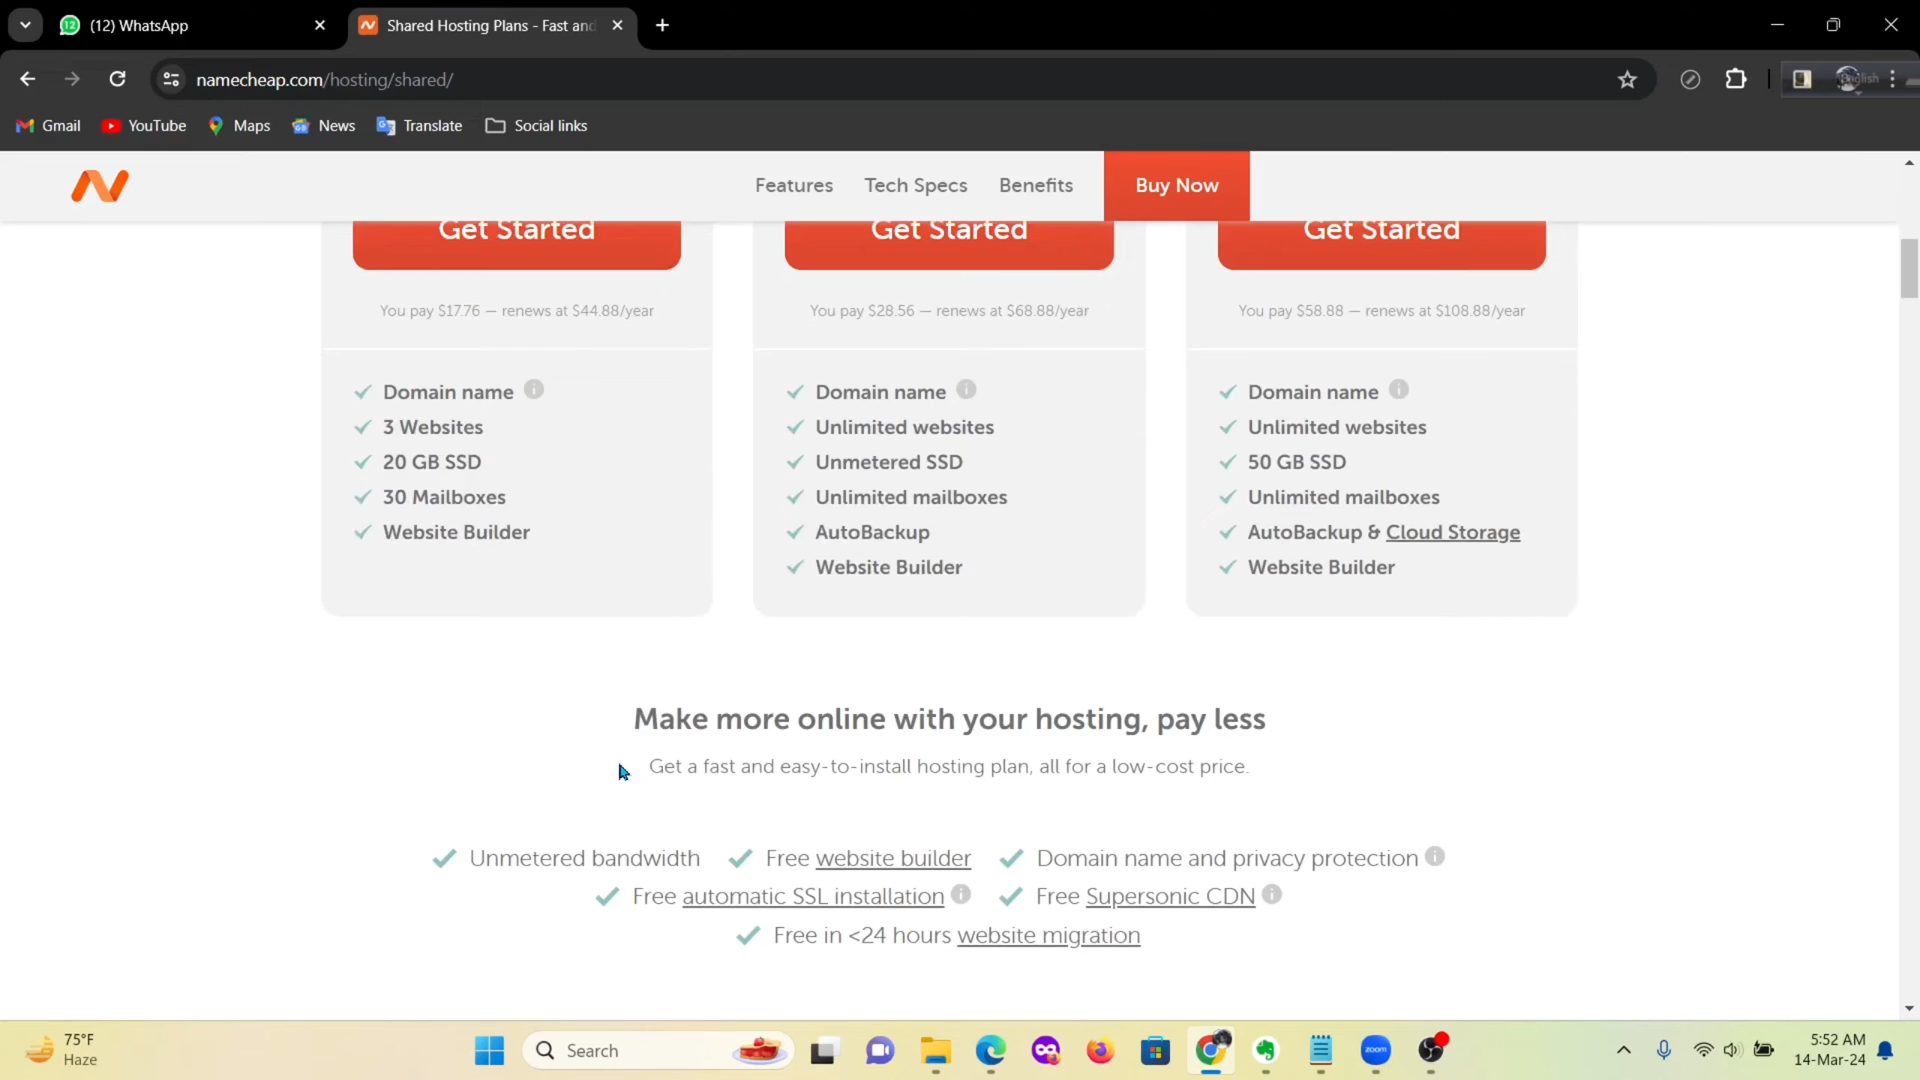 (12) WhatsApp
Shared Hosting Plans - Fast and
namecheap.com/hosting/shared/
Gmail YouTube Maps News Translate Social links
Features Tech Specs Benefits Buy Now
Get Started Get Started Get Started
You pay $17.76 — renews at $44.88/year You pay $28.56 — renews at $68.88/year You pay $58.88 — renews at $108.88/year
Domain name
3 Websites
20 GB SSD
30 Mailboxes
Website Builder
Domain name
Unlimited websites
Unmetered SSD
Unlimited mailboxes
AutoBackup
Website Builder
Domain name
Unlimited websites
50 GB SSD
Unlimited mailboxes
AutoBackup & Cloud Storage
Website Builder
Make more online with your hosting, pay less
Get a fast and easy-to-install hosting plan, all for a low-cost price.
Unmetered bandwidth Free website builder Domain name and privacy protection
Free automatic SSL installation Free Supersonic CDN
Free in <24 hours website migration
75°F
Haze
Search
zoom
5:52 AM
14-Mar-24